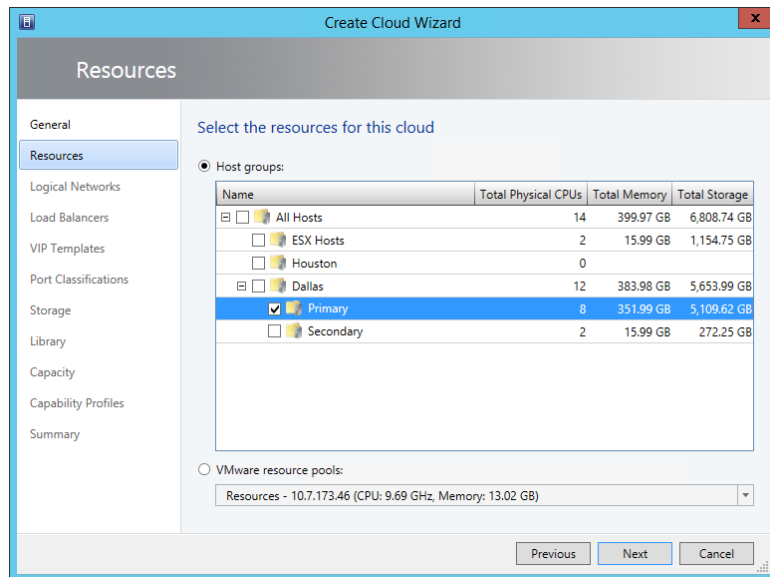 Create Cloud Wizard
x
Resources
General
Resources
Logical Networks
Load Balancers
VIP Templates
Port Classifications
Storage
Library
Capacity
Capability Profiles
Summary
Select the resources for this cloud
Host groups:
Name Total Physical CPUs Total Memory Total Storage
All Hosts 14 399.97 GB 6,808.74 GB
ESX Hosts 2 15.99 GB 1,154.75 GB
Houston 0
Dallas 12 383.98 GB 5,653.99 GB
Primary 8 351.99 GB 5,109.62 GB
Secondary 2 15.99 GB 272.25 GB
VMware resource pools:
Resources - 10.7.173.46 (CPU: 9.69 GHz, Memory: 13.02 GB)
Previous Next Cancel